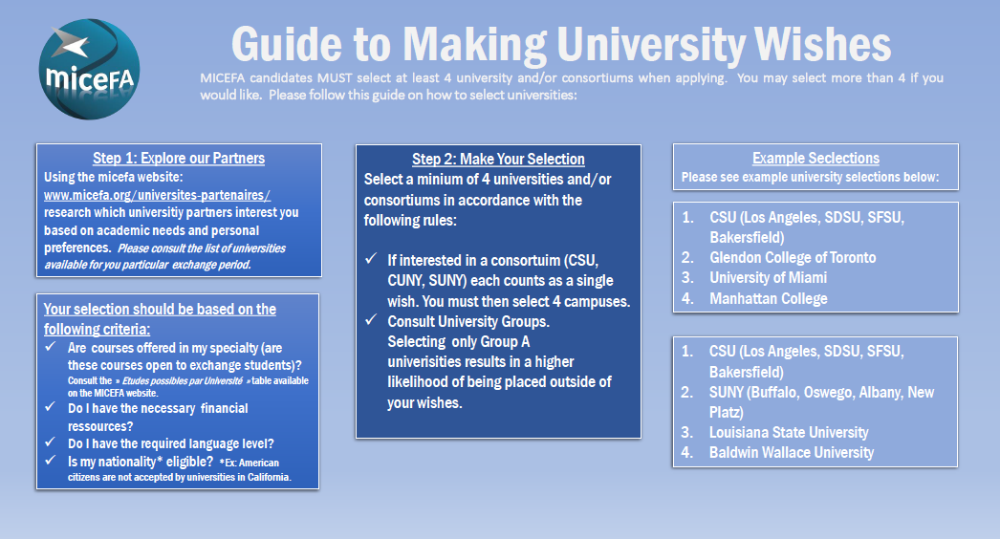 micefa
Guide to Making University Wishes
MICEFA candidates MUST select at least 4 university and/or consortiums when applying. You may select more than 4 if you
would like. Please follow this guide on how to select universities:
Step 1: Explore our Partners
Using the micefa website:
www.micefa.org/universites-partenaires/
research which universitiy partners interest you
based on academic needs and personal
preferences. Please consult the list of universities
available for you particular exchange period.
Your selection should be based on the
following criteria:
✓ Are courses offered in my specialty (are
these courses open to exchange students)?
Consult the » Etudes possibles par Université » table available
on the MICEFA website.
✓ Do I have the necessary financial
ressources?
✓ Do I have the required language level?
✓ Is my nationality* eligible? *Ex: American
citizens are not accepted by universities in California.
Step 2: Make Your Selection
Select a minium of 4 universities and/or
consortiums in accordance with the
following rules:
✓ If interested in a consortuim (CSU,
CUNY, SUNY) each counts as a single
wish. You must then select 4 campuses.
✓ Consult University Groups.
Selecting only Group A
univerisities results in a higher
likelihood of being placed outside of
your wishes.
Example Seclections
Please see example university selections below:
1. CSU (Los Angeles, SDSU, SFSU,
Bakersfield)
2. Glendon College of Toronto
3. University of Miami
4. Manhattan College
1. CSU (Los Angeles, SDSU, SFSU,
Bakersfield)
2. SUNY (Buffalo, Oswego, Albany, New
Platz)
3. Louisiana State University
4. Baldwin Wallace University